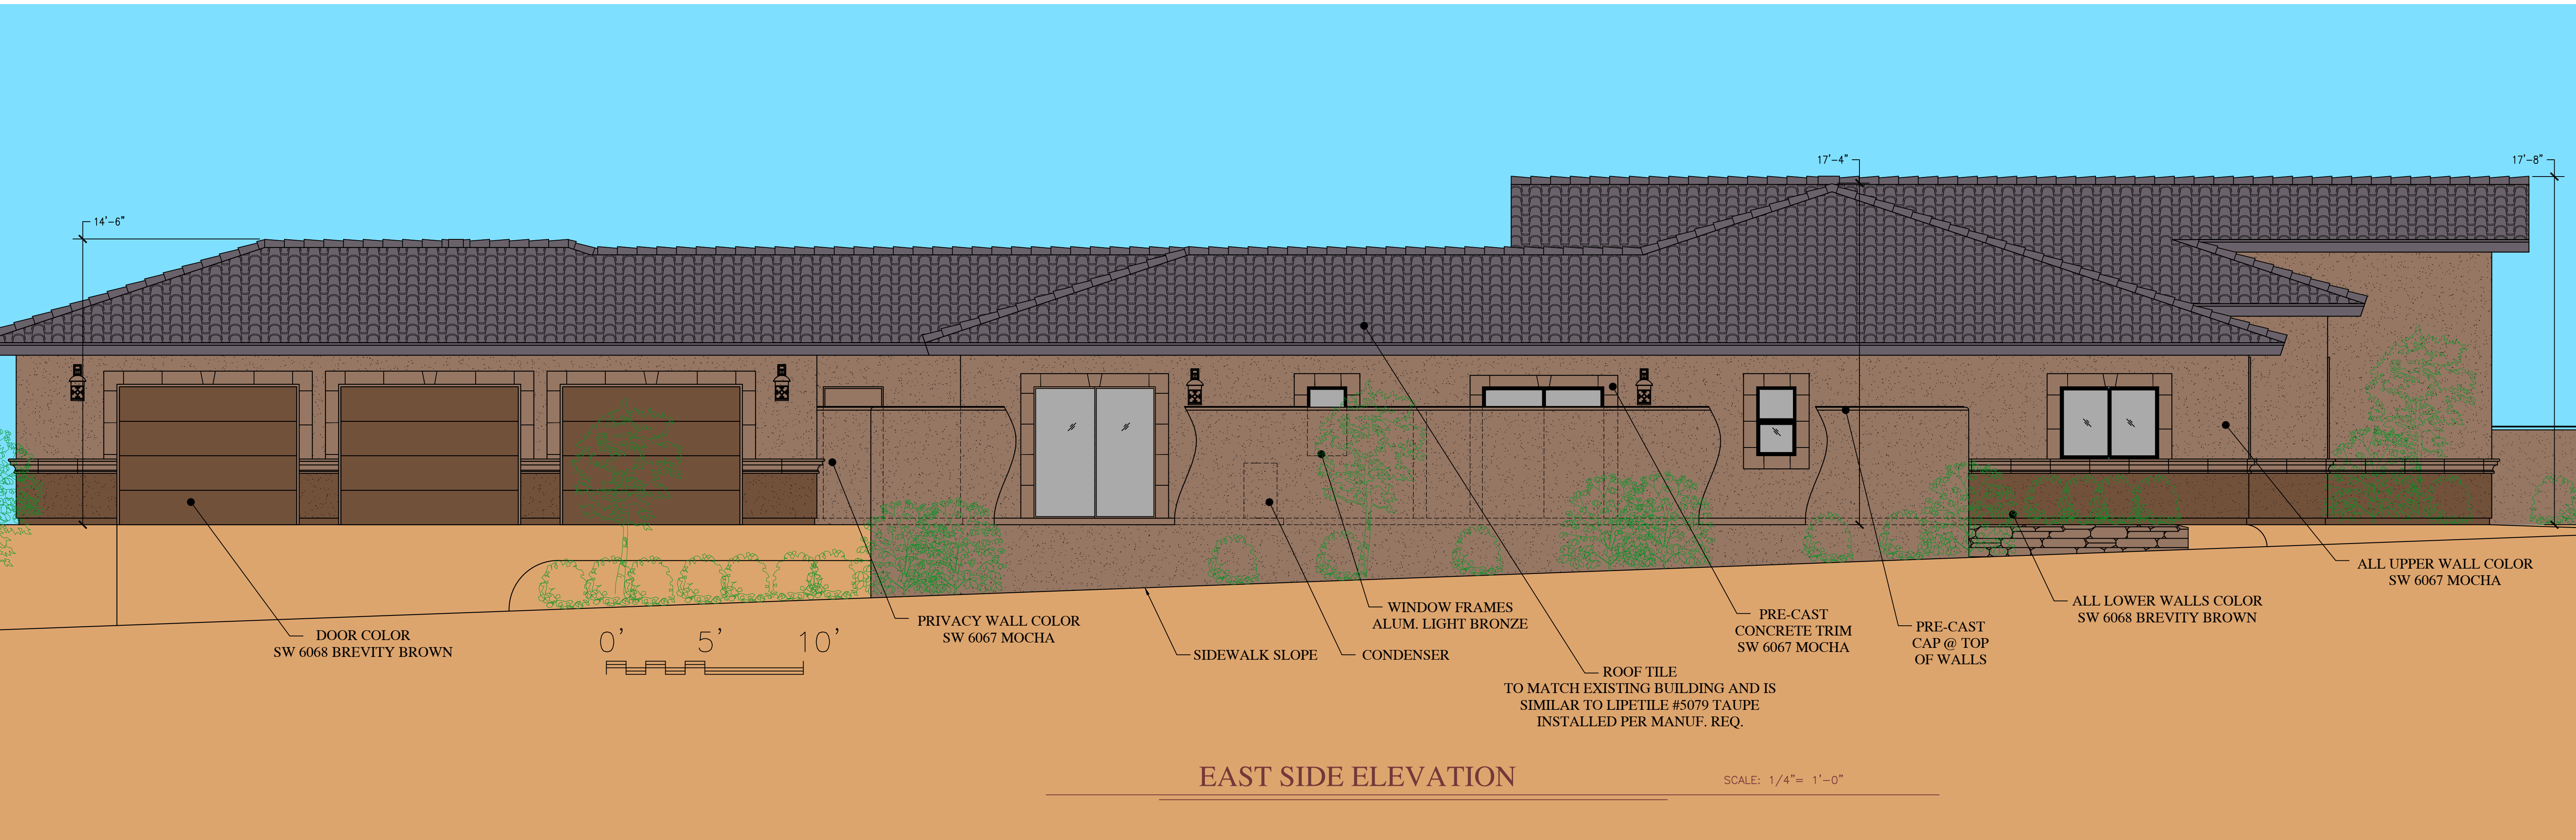 17'-4"
17'-8"
14'-6"
DOOR COLOR
SW 6068 BREVITY BROWN
0' 5' 10'
PRIVACY WALL COLOR
SW 6067 MOCHA
SIDEWALK SLOPE
WINDOW FRAMES
ALUM. LIGHT BRONZE
CONDENSER
ROOF TILE
TO MATCH EXISTING BUILDING AND IS
SIMILAR TO LIPETILE #5079 TAUPE
INSTALLED PER MANUF. REQ.
PRE-CAST
CONCRETE TRIM
SW 6067 MOCHA
PRE-CAST
CAP @ TOP
OF WALLS
ALL LOWER WALLS COLOR
SW 6068 BREVITY BROWN
ALL UPPER WALL COLOR
SW 6067 MOCHA
EAST SIDE ELEVATION
SCALE: 1/4"= 1'-0"